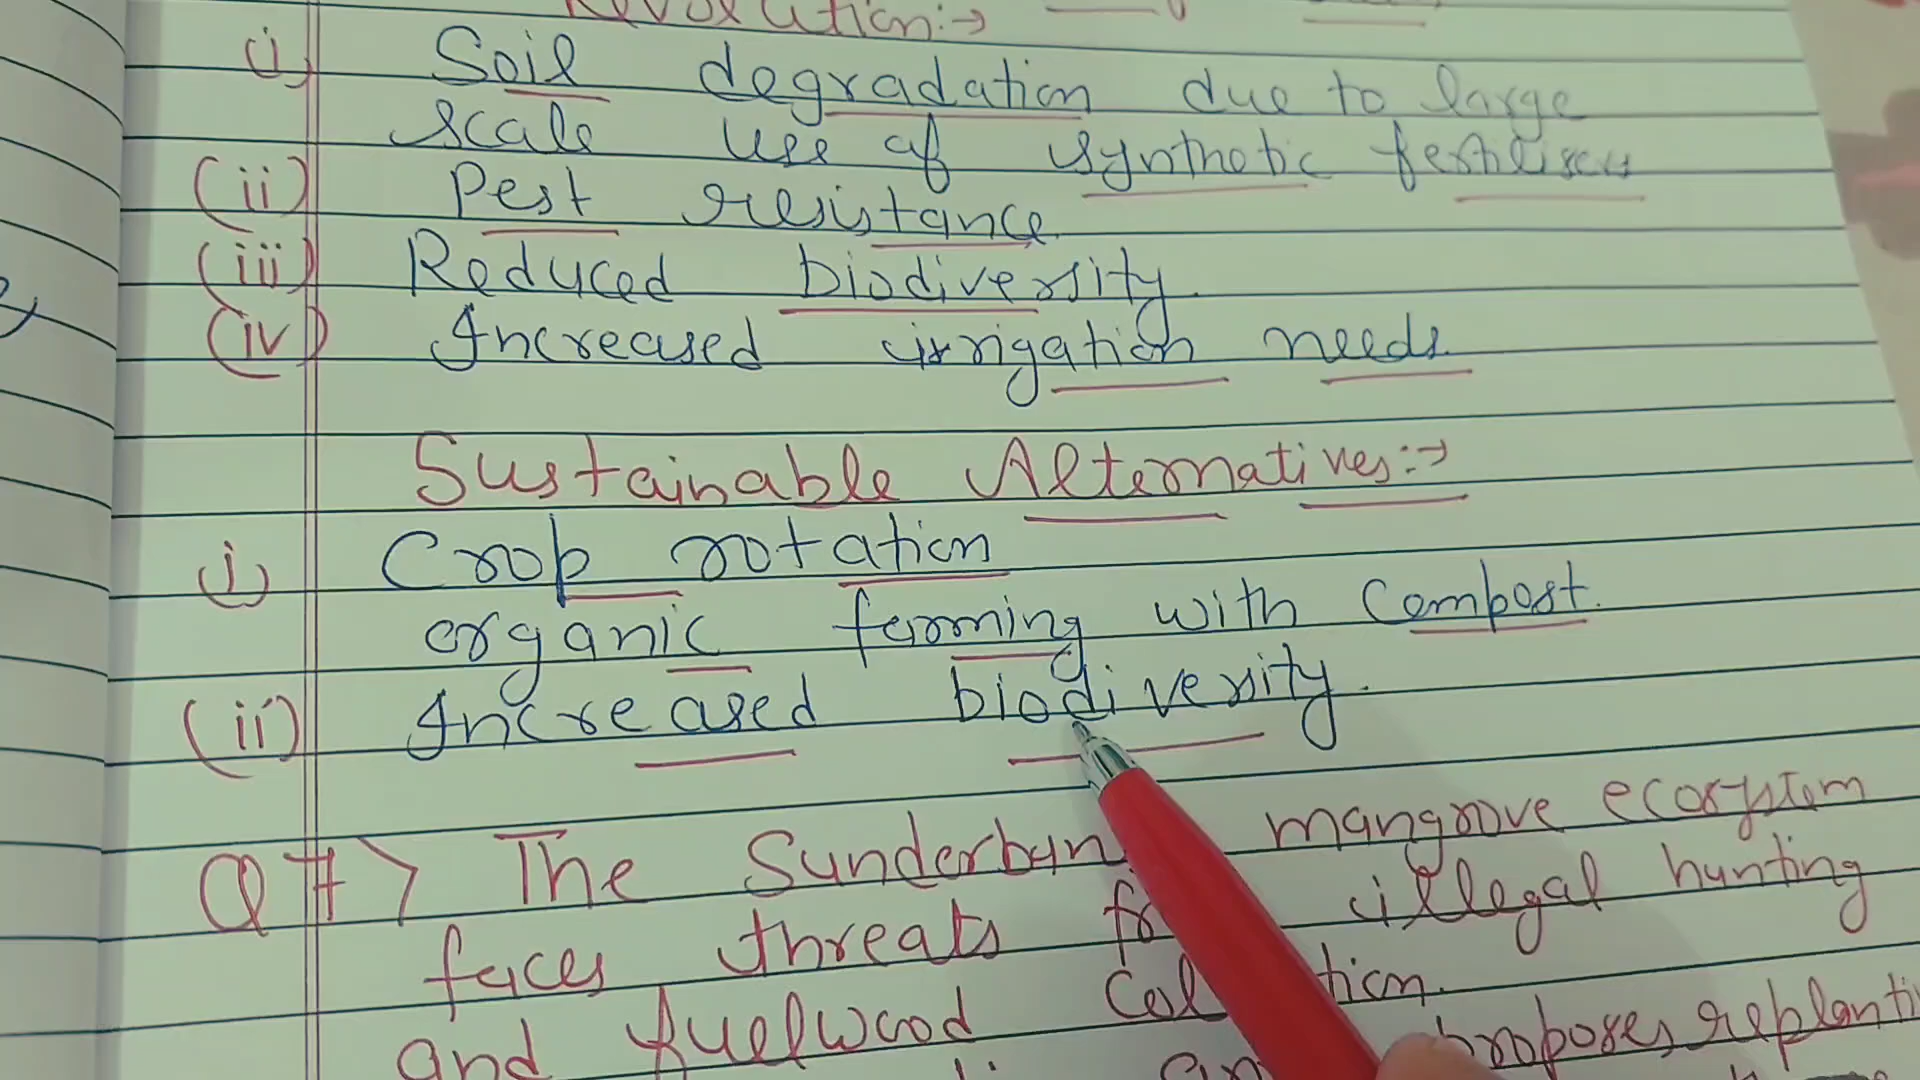 Revolution:→
i) Soil degradation due to large
scale use of synthetic fertilisers
(ii) Pest resistance.
(iii) Reduced biodiversity.
(iv) Increased irrigation needs.
Sustainable Alternatives:→
i) Crop rotation
organic farming with Compost.
(ii) Increased biodiversity.
Q7> The Sunderban mangrove ecosystem
faces threats illegal hunting
and fuelwood
proposes replanti